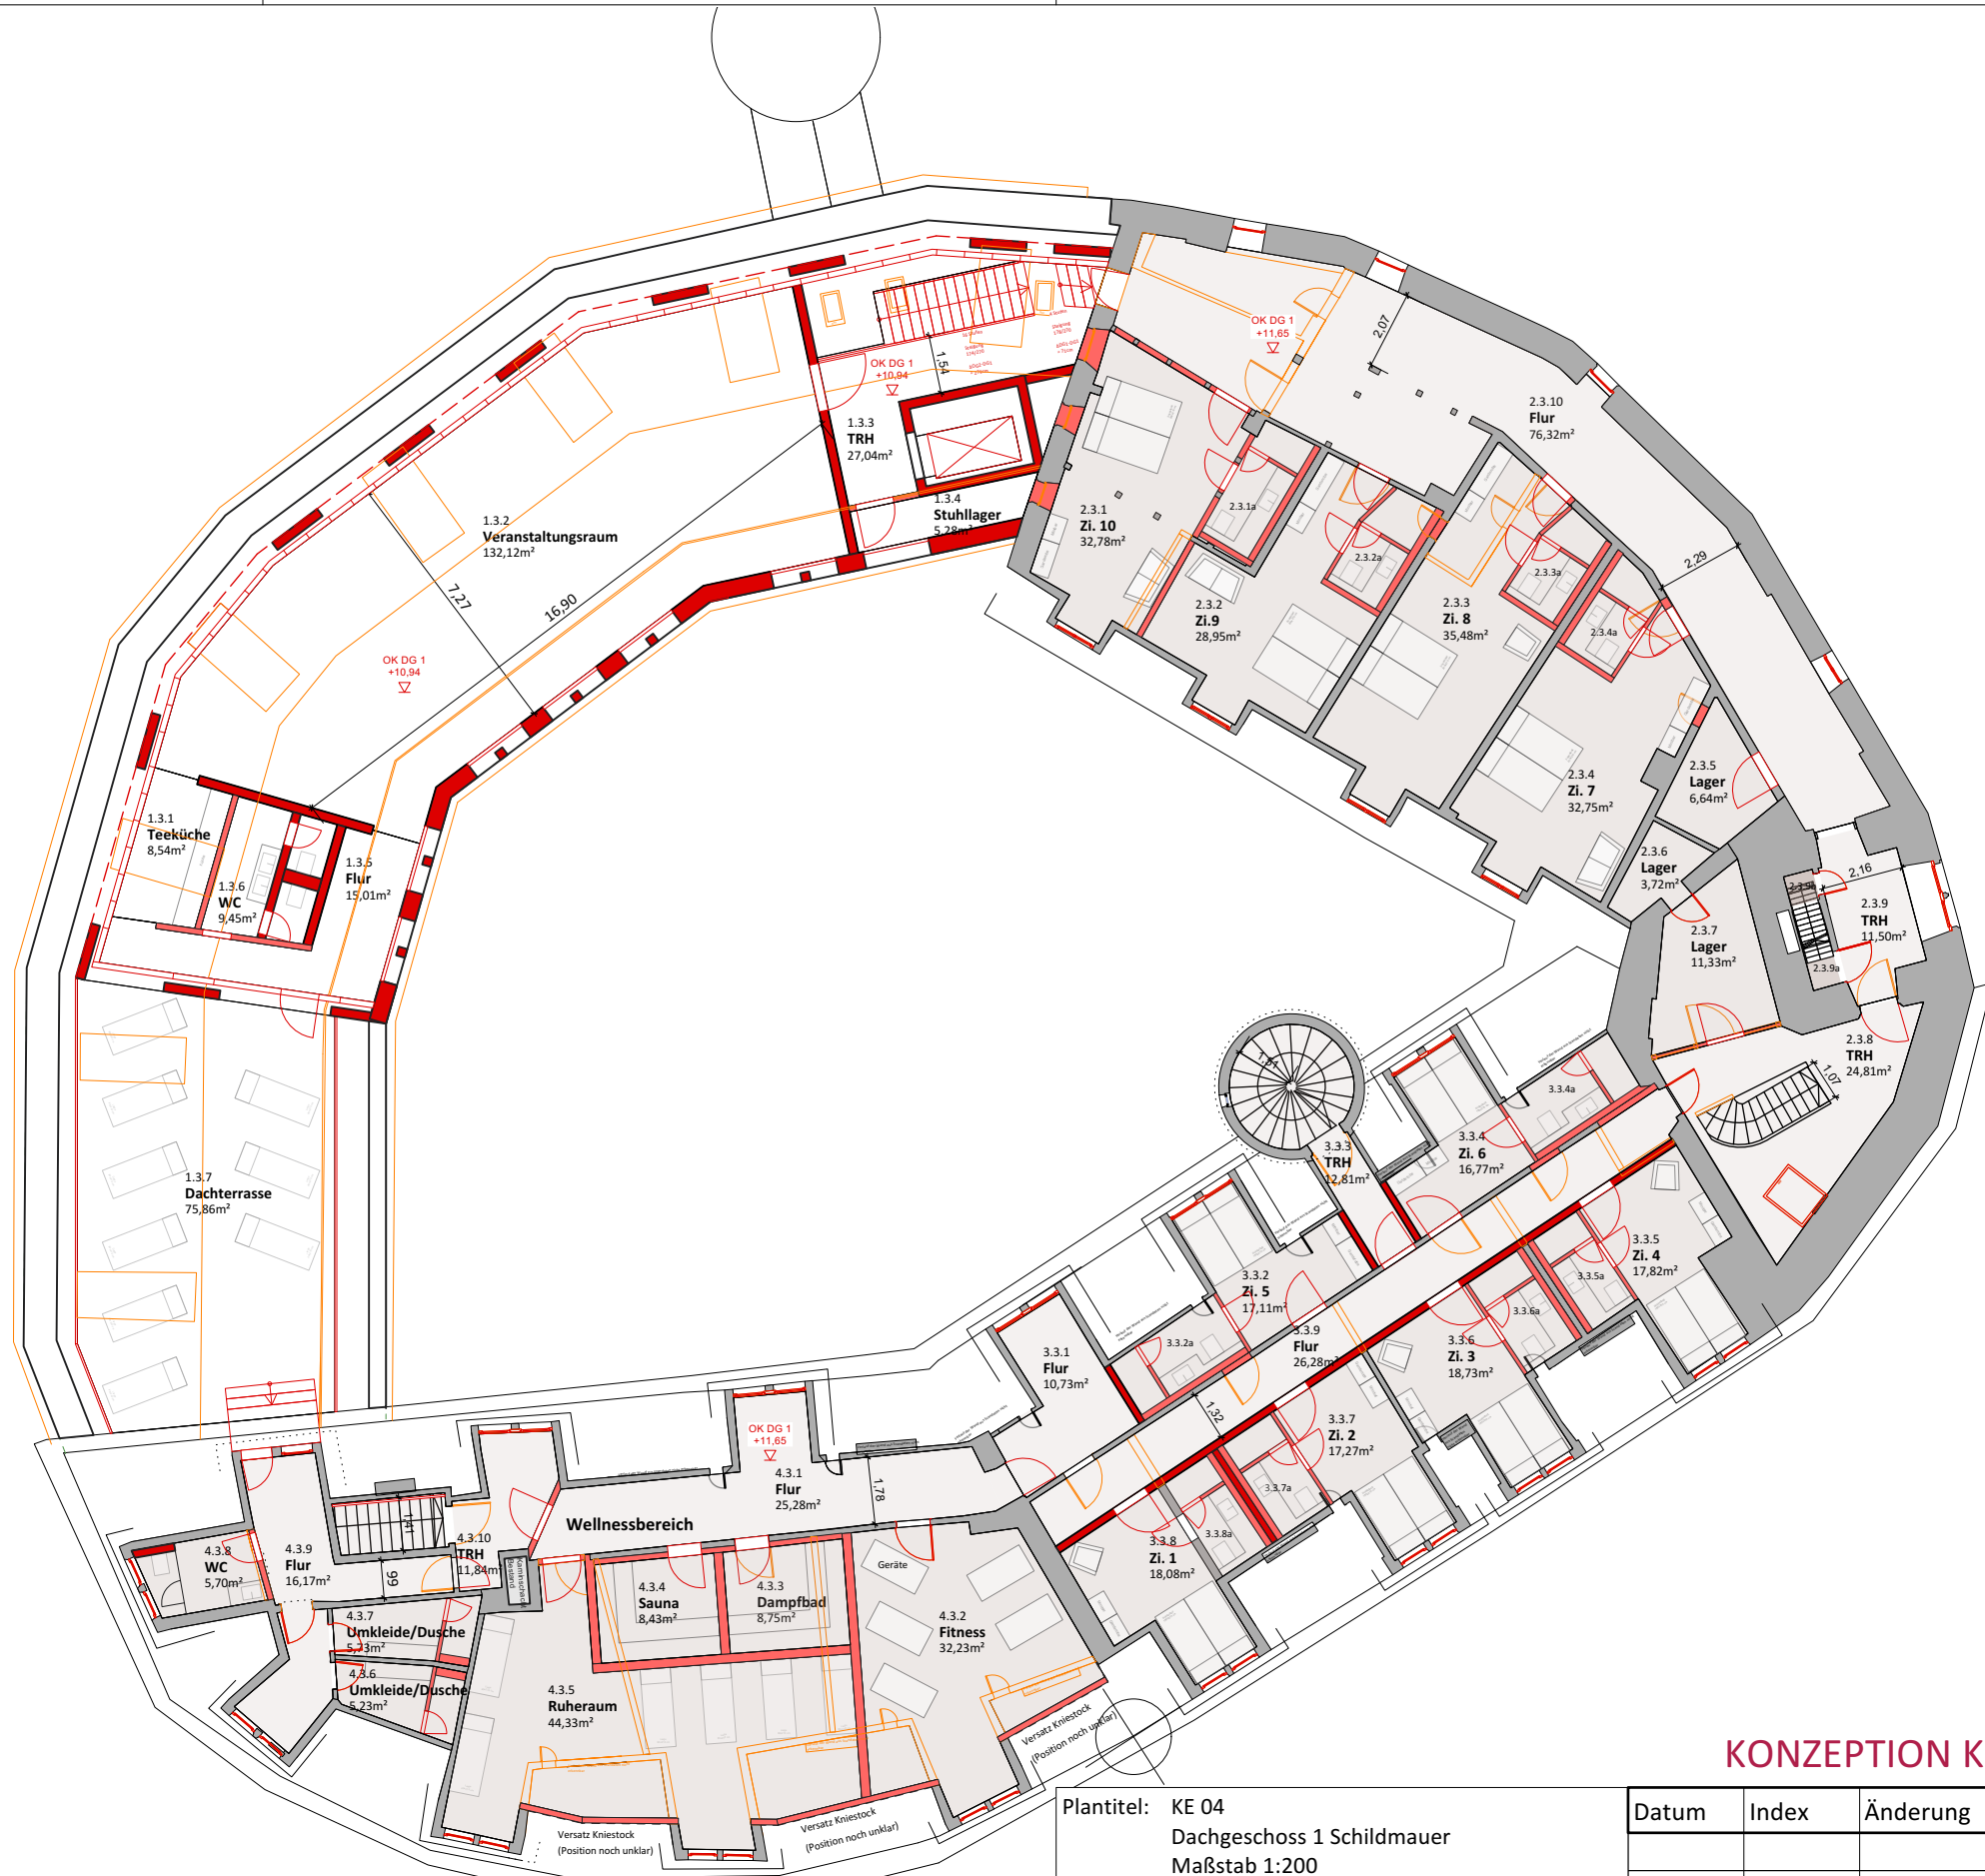 OK DG 1
+11,65
2,07
1,54
OK DG 1
+10,94
1.3.3
TRH
27,04m²
2.3.10
Flur
76,32m²
1.3.4
Stuhllager
5,28m²
1.3.2
Veranstaltungsraum
132,12m²
7,27
16,90
2.3.1
Zi. 10
32,78m²
2.3.1a
2.3.2a
2.3.2
Zi.9
28,95m²
2.3.3a
2.3.3
Zi. 8
35,48m²
2,29
2.3.4a
OK DG 1
+10,94
2.3.4
Zi. 7
32,75m²
2.3.5
Lager
6,64m²
1.3.1
Teeküche
8,54m²
1.3.6
WC
9,45m²
1.3.5
Flur
15,01m²
2.3.6
Lager
3,72m²
2,16
2.3.9
TRH
11,50m²
2.3.7
Lager
11,33m²
2.3.9a
2.3.8
TRH
24,81m²
1,07
3.3.4a
3.3.3
TRH
12,81m²
3.3.4
Zi. 6
16,77m²
1.3.7
Dachterrasse
75,86m²
3.3.5
Zi. 4
17,82m²
3.3.5a
3.3.2
Zi. 5
17,11m²
3.3.6a
3.3.2a
3.3.9
Flur
26,28m²
3.3.6
Zi. 3
18,73m²
3.3.1
Flur
10,73m²
1,32
3.3.7
Zi. 2
17,27m²
OK DG 1
+11,65
4.3.1
Flur
25,28m²
1,78
3.3.7a
3.3.8a
3.3.8
Zi. 1
18,08m²
Wellnessbereich
1,41
4.3.10
TRH
11,84m²
Kaminschacht
Bestand
4.3.8
WC
5,70m²
4.3.9
Flur
16,17m²
99
4.3.4
Sauna
8,43m²
4.3.3
Dampfbad
8,75m²
Geräte
4.3.2
Fitness
32,23m²
4.3.7
Umkleide/Dusche
5,73m²
4.3.6
Umkleide/Dusche
5,23m²
4.3.5
Ruheraum
44,33m²
Versatz Kniestock
(Position noch unklar)
Versatz Kniestock
(Position noch unklar)
Versatz Kniestock
(Position noch unklar)
KONZEPTION K
Plantitel: KE 04
Dachgeschoss 1 Schildmauer
Maßstab 1:200
Datum Index Änderung